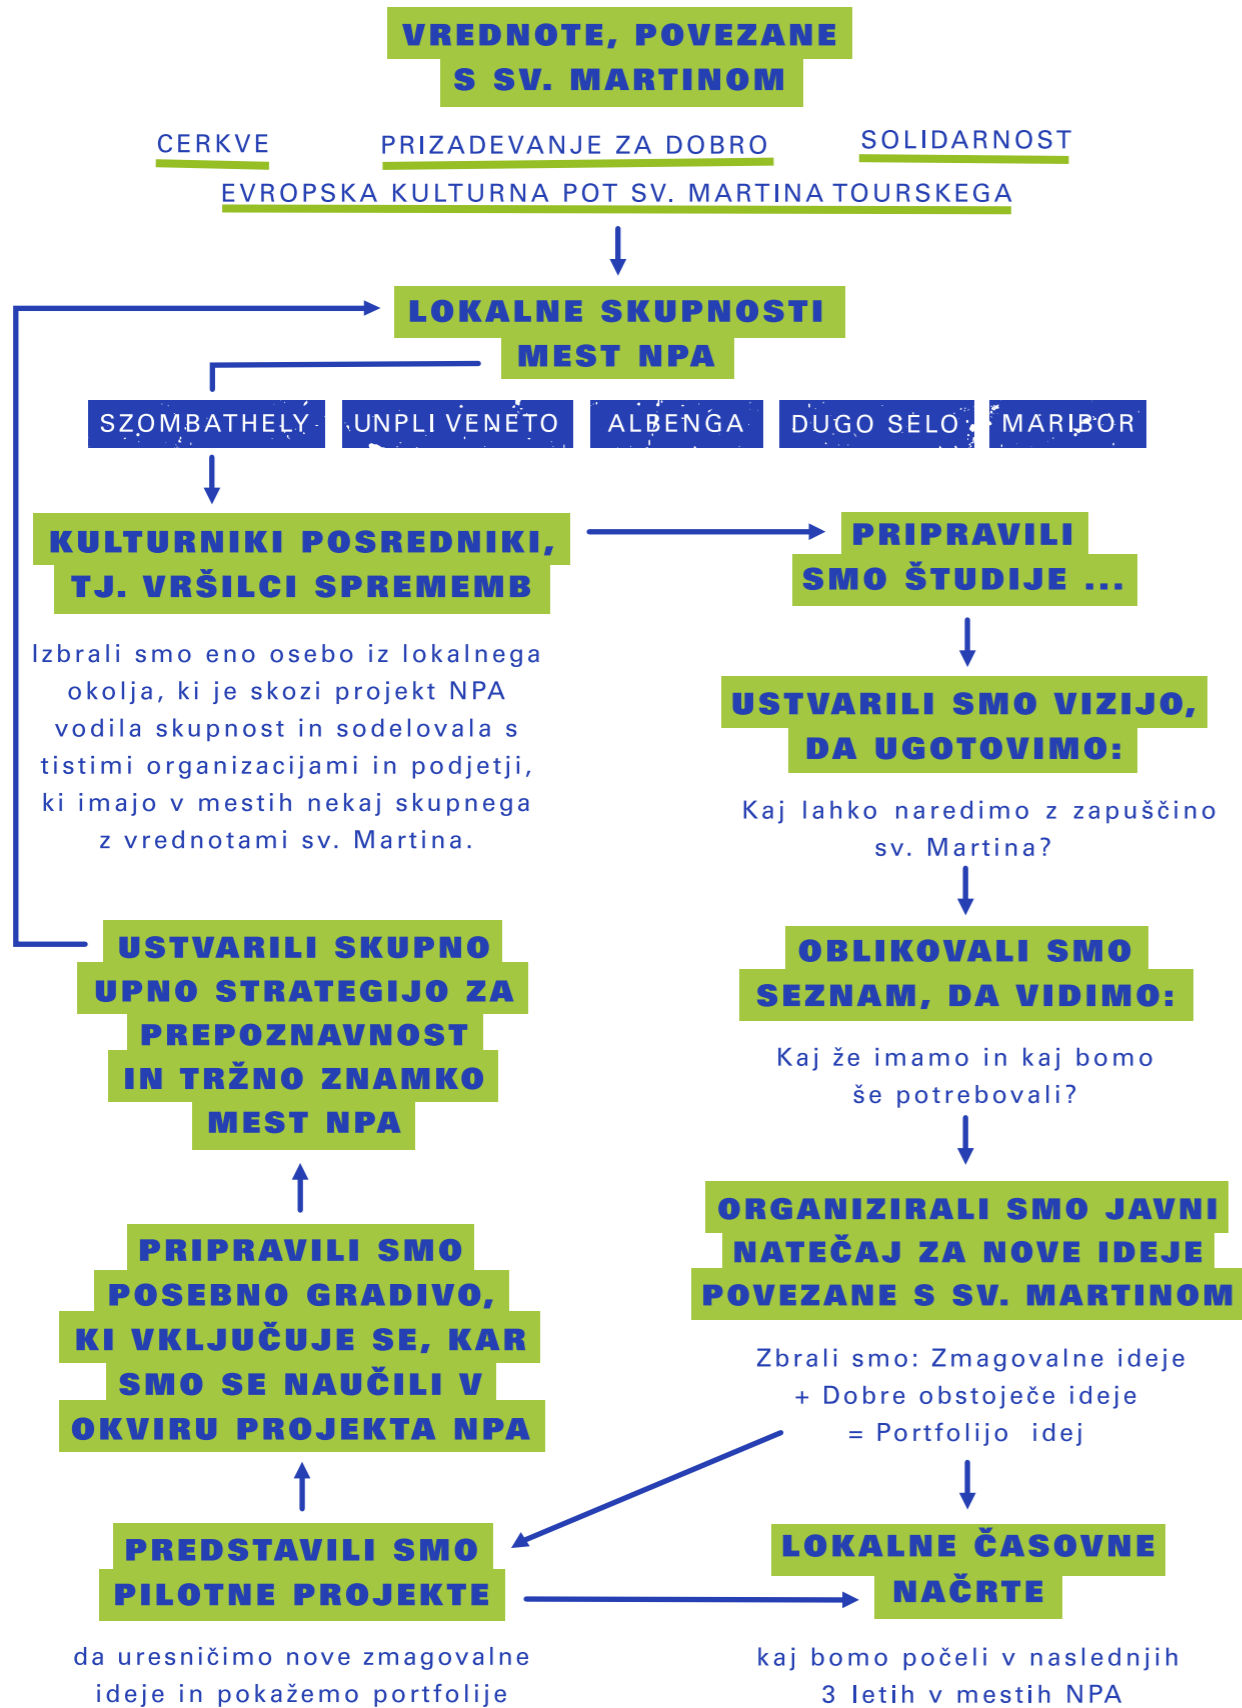 VREDNOTE, POVEZANE
S SV. MARTINOM
CERKVE
PRIZADEVANJE ZA DOBRO
SOLIDARNOST
EVROPSKA KULTURNA POT SV. MARTINA TOURSKEGA
LOKALNE SKUPNOSTI
MEST NPA
SZOMBATHELY
UNPLI VENETO
ALBENGA
DUGO SELO
MARIBOR
KULTURNIKI POSREDNIKI,
TJ. VRŠILCI SPREMEMB
Izbrali smo eno osebo iz lokalnega
okolja, ki je skozi projekt NPA
vodila skupnost in sodelovala s
tistimi organizacijami in podjetji,
ki imajo v mestih nekaj skupnega
z vrednotami sv. Martina.
PRIPRAVILI
SMO ŠTUDIJE ...
USTVARILI SMO VIZIJO,
DA UGOTOVIMO:
Kaj lahko naredimo z zapuščino
sv. Martina?
OBLIKOVALI SMO
SEZNAM, DA VIDIMO:
Kaj že imamo in kaj bomo
še potrebovali?
ORGANIZIRALI SMO JAVNI
NATEČAJ ZA NOVE IDEJE
POVEZANE S SV. MARTINOM
Zbrali smo: Zmagovalne ideje
+ Dobre obstoječe ideje
= Portfolijo idej
LOKALNE ČASOVNE
NAČRTE
kaj bomo počeli v naslednjih
3 letih v mestih NPA
PREDSTAVILI SMO
PILOTNE PROJEKTE
da uresničimo nove zmagovalne
ideje in pokažemo portfolije
PRIPRAVILI SMO
POSEBNO GRADIVO,
KI VKLJUČUJE SE, KAR
SMO SE NAUČILI V
OKVIRU PROJEKTA NPA
USTVARILI SKUPNO
UPNO STRATEGIJO ZA
PREPOZNAVNOST
IN TRŽNO ZNAMKO
MEST NPA